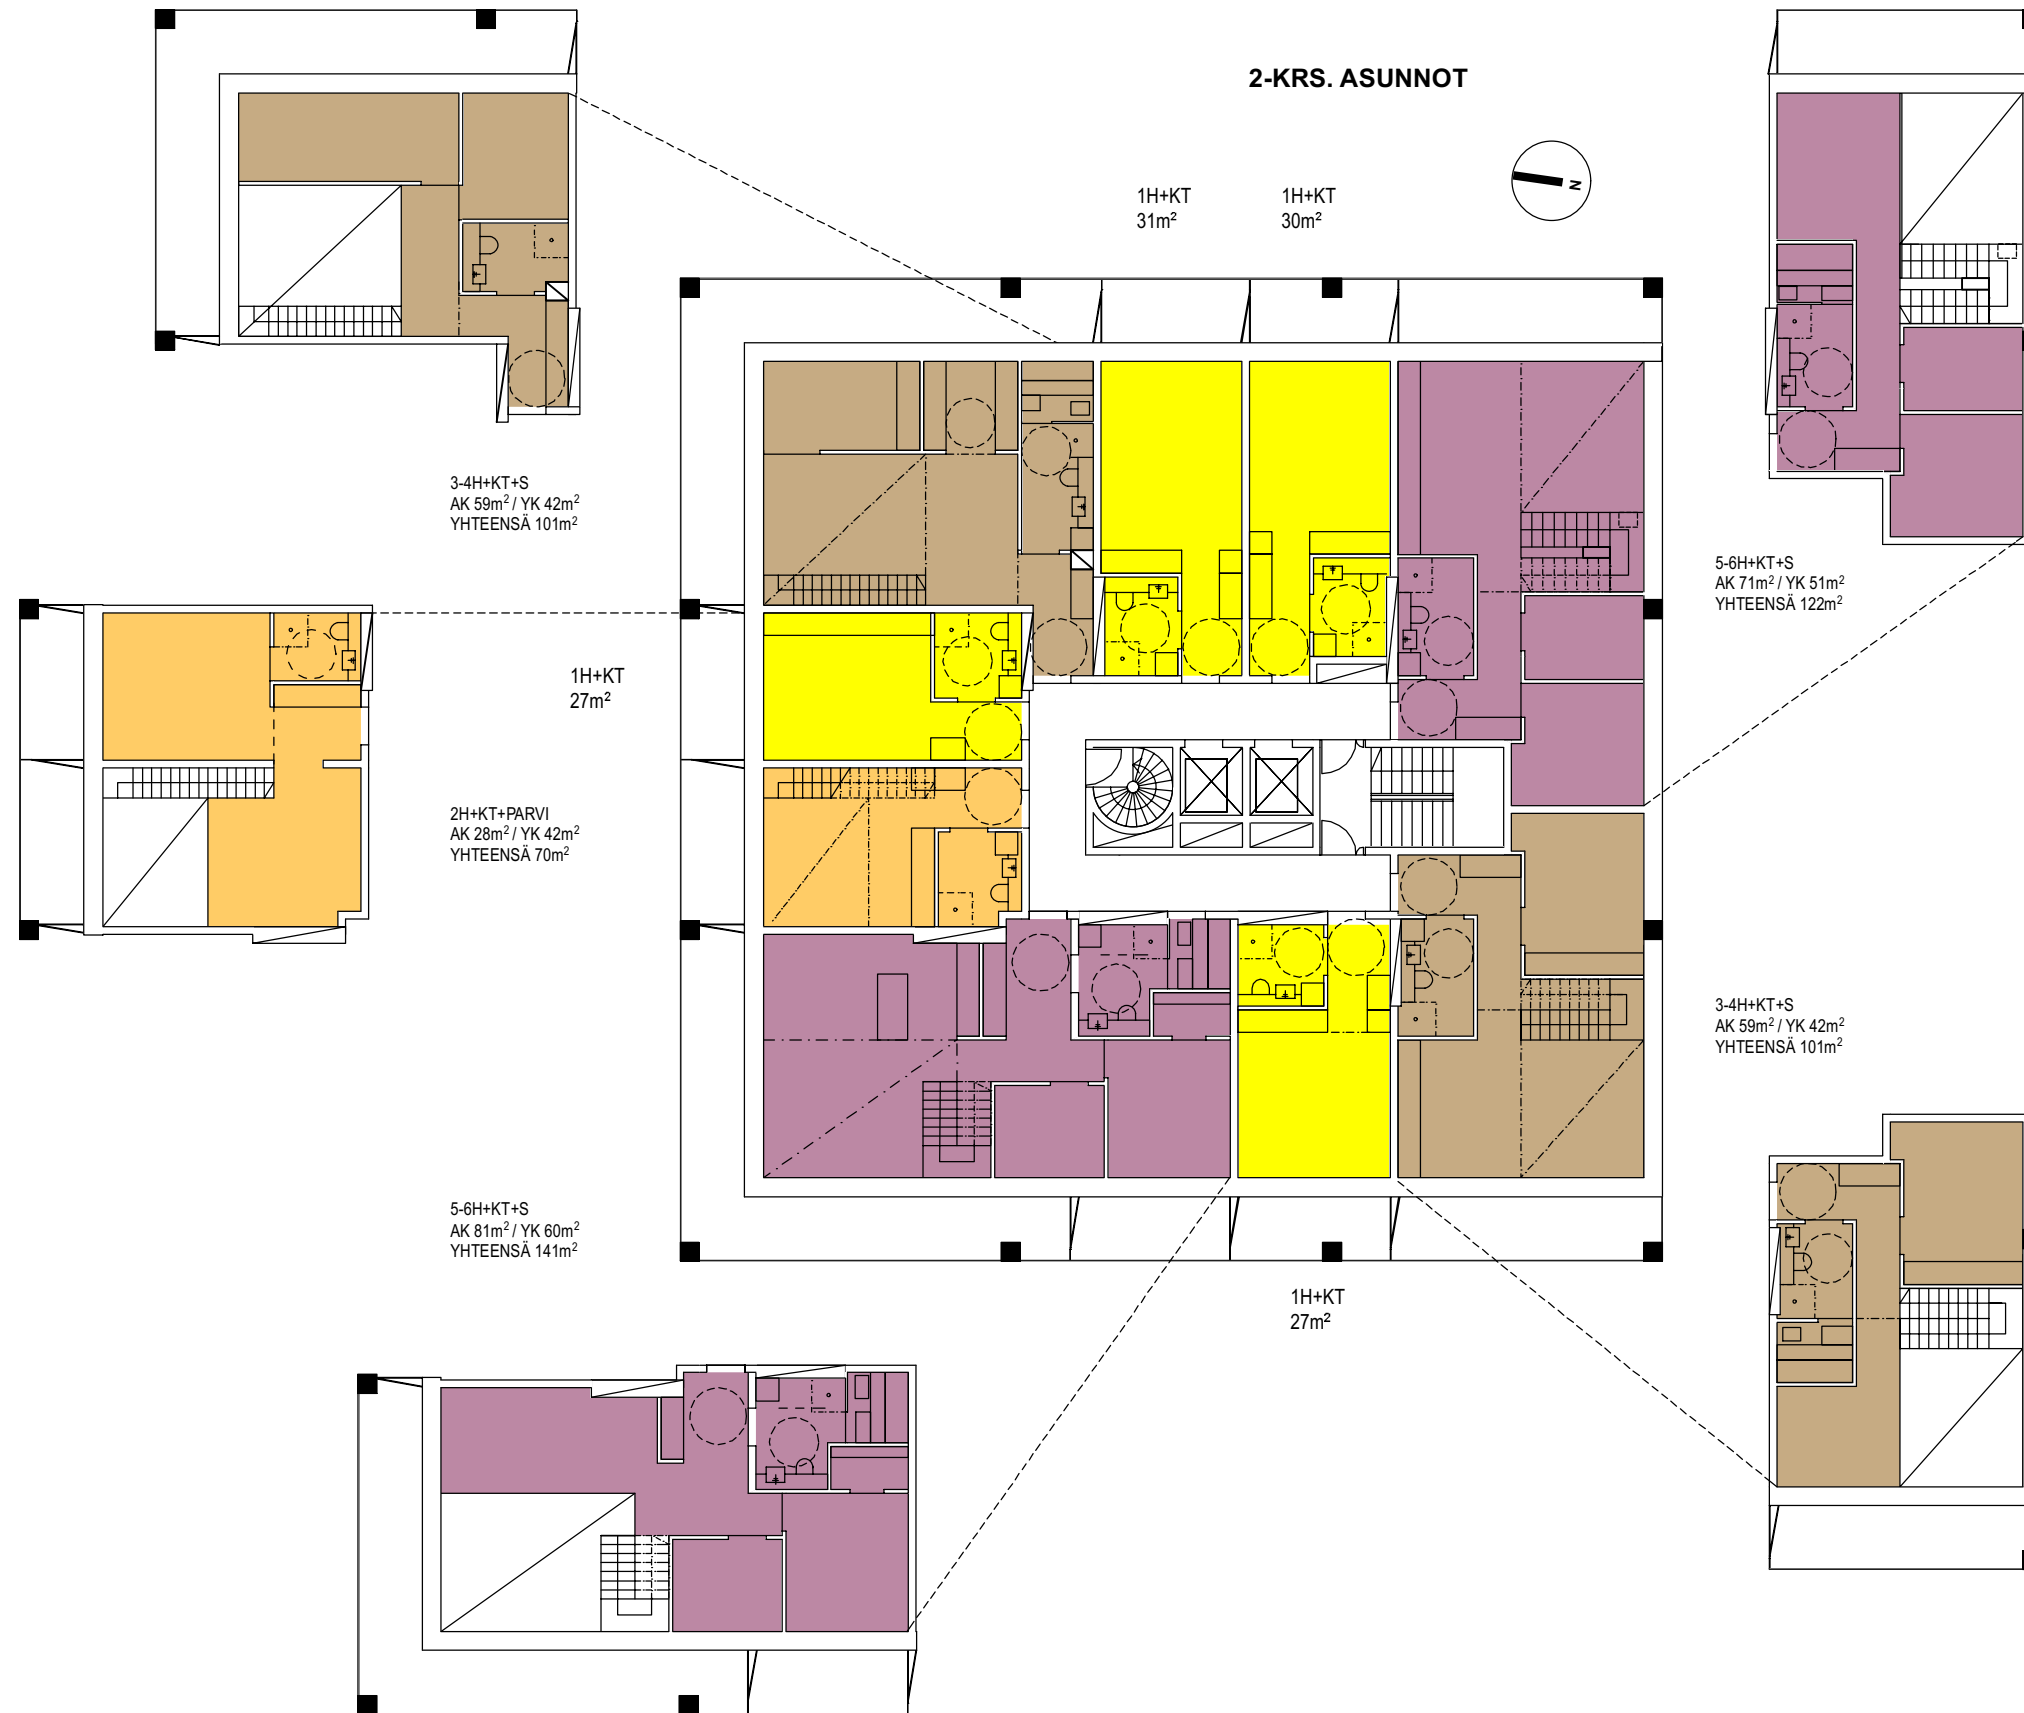 2-KRS. ASUNNOT
N
1H+KT
31m²
1H+KT
30m²
3-4H+KT+S
AK 59m² / YK 42m²
YHTEENSÄ 101m²
5-6H+KT+S
AK 71m² / YK 51m²
YHTEENSÄ 122m²
1H+KT
27m²
2H+KT+PARVI
AK 28m² / YK 42m²
YHTEENSÄ 70m²
3-4H+KT+S
AK 59m² / YK 42m²
YHTEENSÄ 101m²
5-6H+KT+S
AK 81m² / YK 60m²
YHTEENSÄ 141m²
1H+KT
27m²